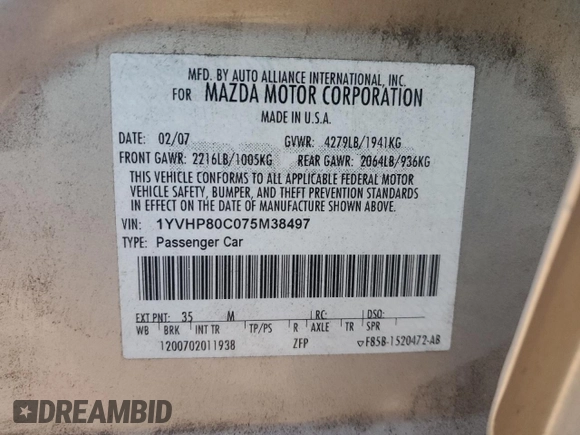 MFD. BY AUTO ALLIANCE INTERNATIONAL, INC.
FOR MAZDA MOTOR CORPORATION
MADE IN U.S.A.
DATE: 02/07 GVWR: 4279LB/1941KG
FRONT GAWR: 2216LB/1005KG REAR GAWR: 2064LB/936KG
THIS VEHICLE CONFORMS TO ALL APPLICABLE FEDERAL MOTOR
VEHICLE SAFETY, BUMPER, AND THEFT PREVENTION STANDARDS
IN EFFECT ON THE DATE OF MANUFACTURE SHOWN ABOVE.
VIN: 1YVHP80C075M38497
TYPE: Passenger Car
EXT PNT: 35 M RC: DSO:
WB BRK INT TR TP/PS R AXLE TR SPR
1200702011938 ZFP F85B-1520472-AB
DREAMBID